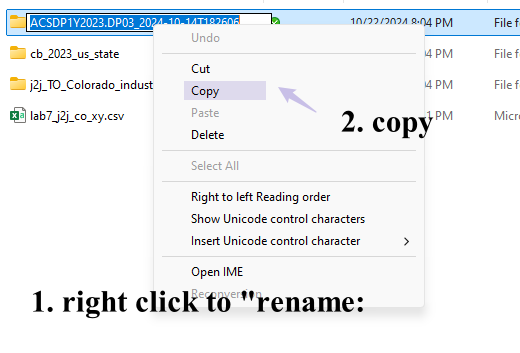 ACSDP1Y2023.DP03_2024-10-14T182606 10/22/2024 8:04 PM File f
Undo
cb_2023_us_state 04 PM File f
Cut
j2j_TO_Colorado_indust 04 PM File f
Copy
lab7_j2j_co_xy.csv 1 PM Micro
Paste
2. copy
Delete
Select All
Right to left Reading order
Show Unicode control characters
Insert Unicode control character
Open IME
Reconversion
1. right click to "rename: